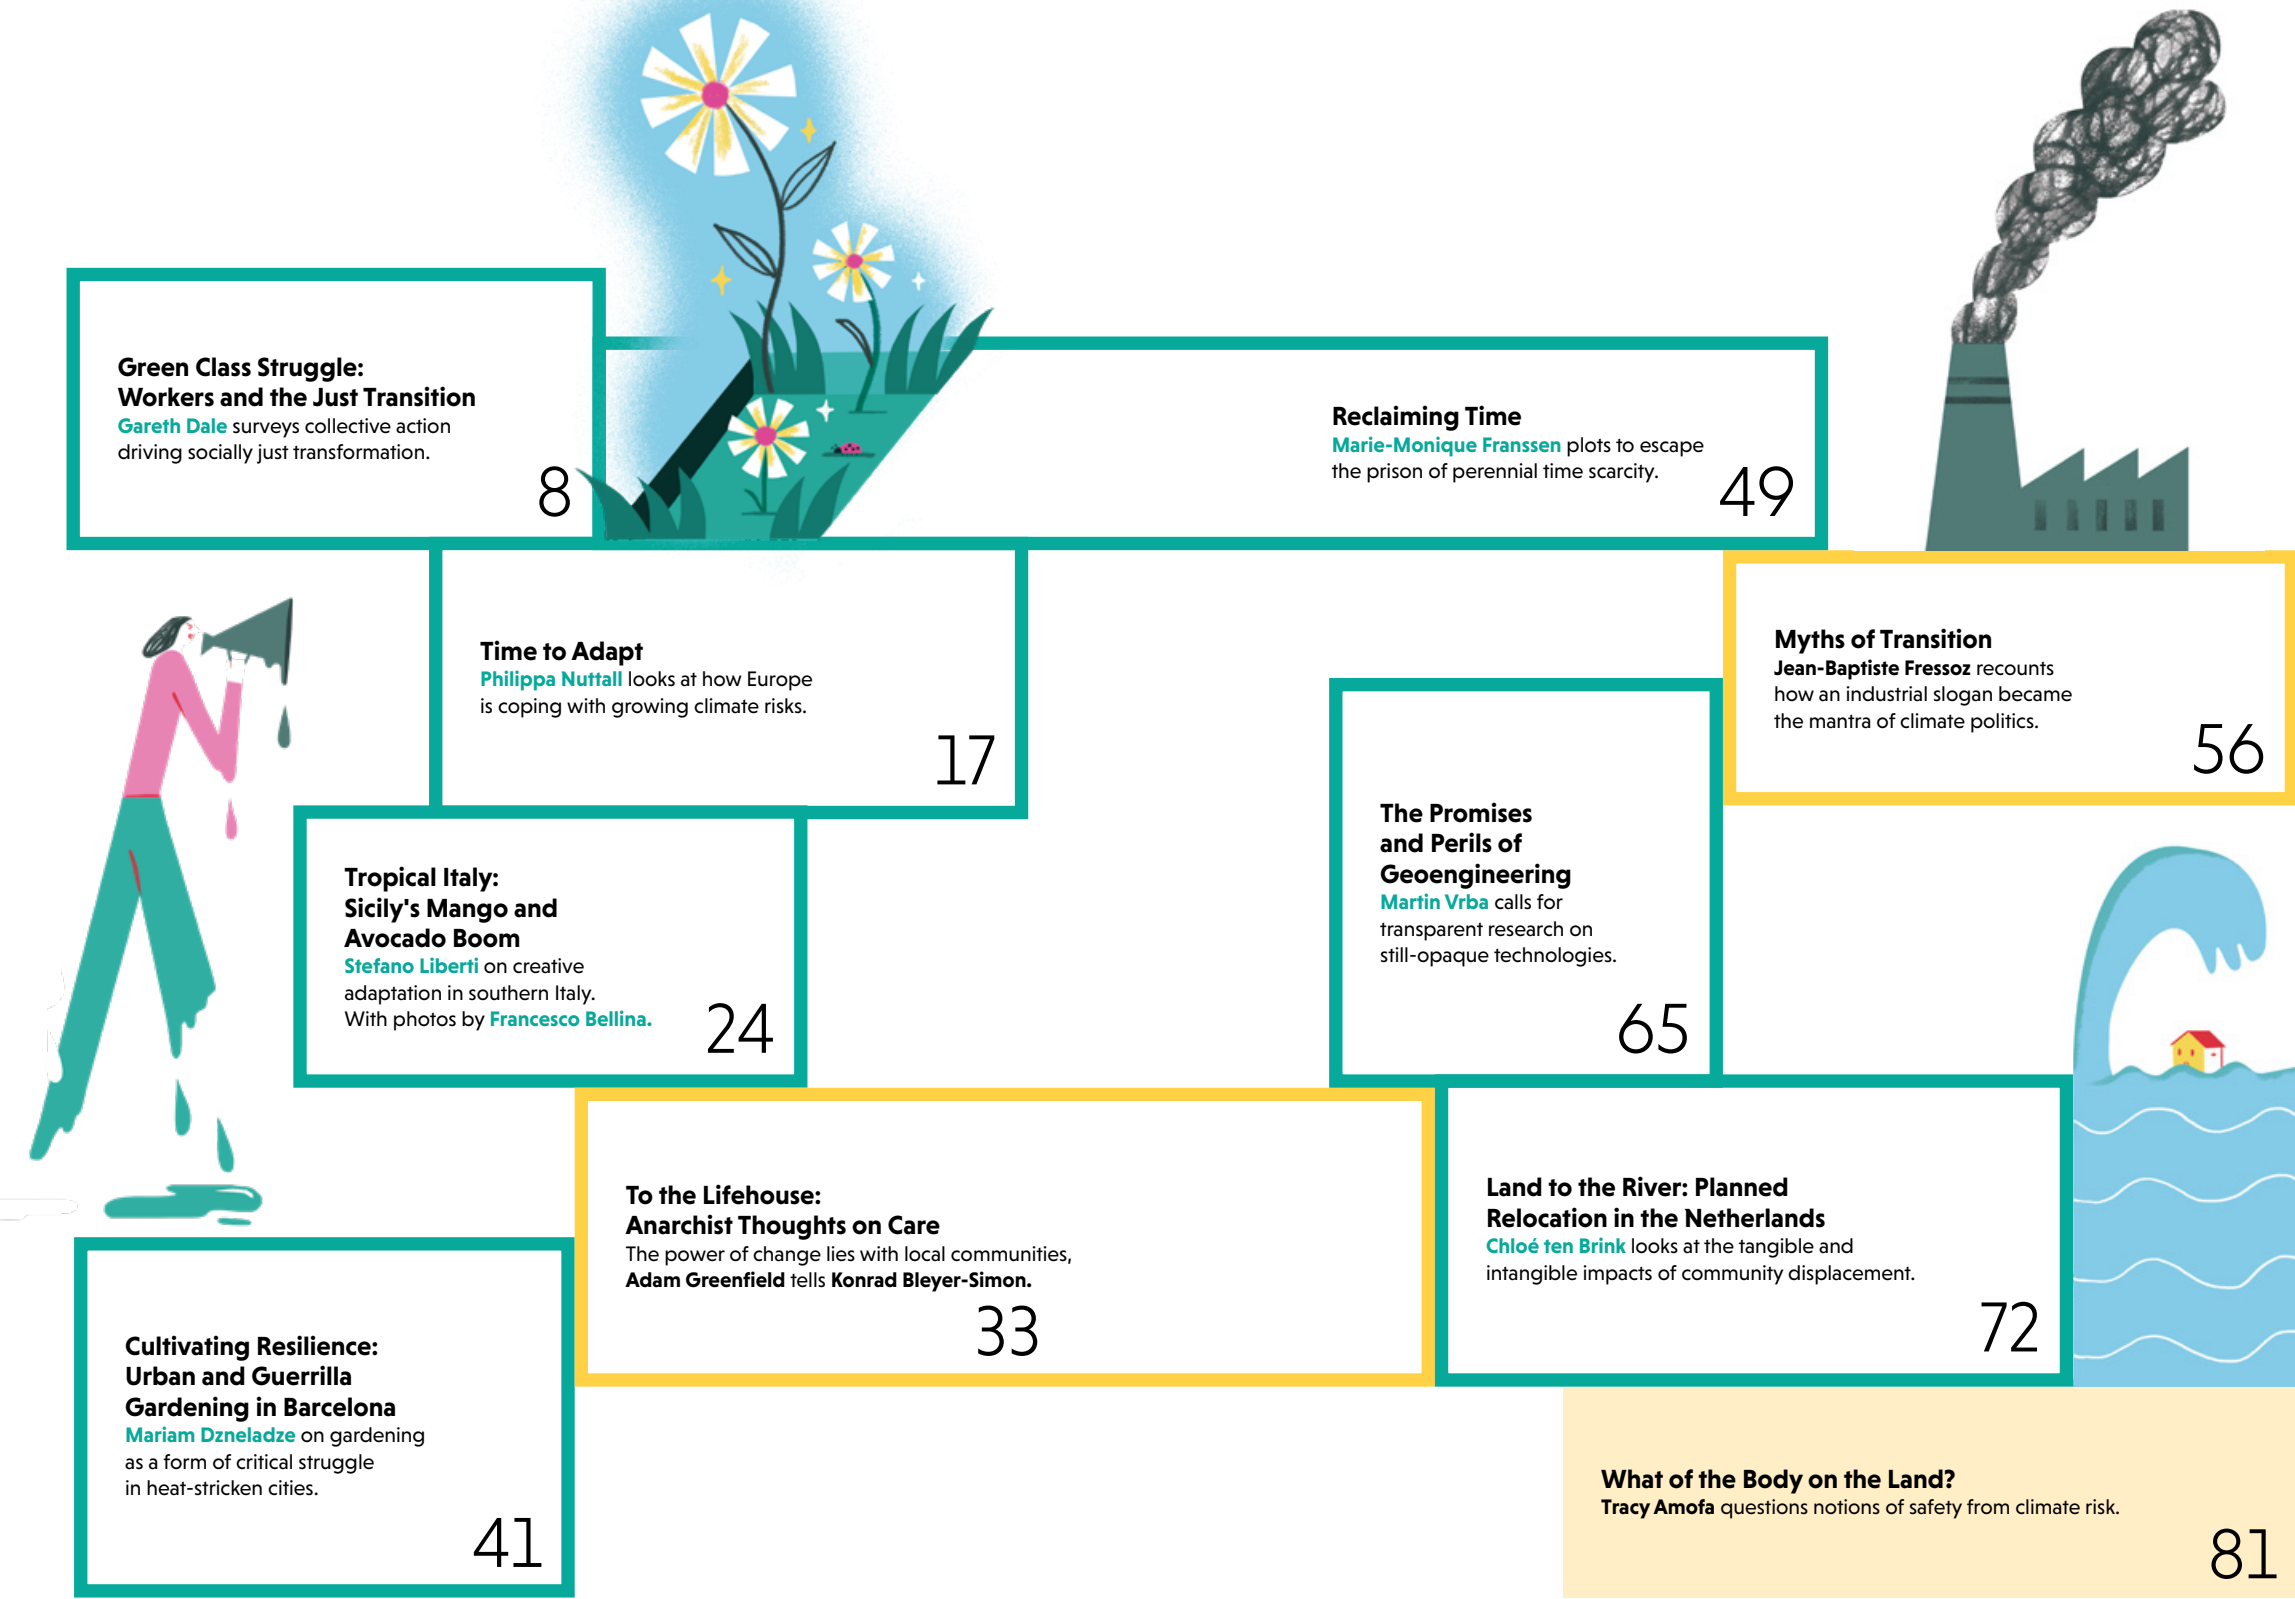 Green Class Struggle:
Workers and the Just Transition
Gareth Dale surveys collective action
driving socially just transformation.
8
Time to Adapt
Philippa Nuttall looks at how Europe
is coping with growing climate risks.
17
Tropical Italy:
Sicily's Mango and
Avocado Boom
Stefano Liberti on creative
adaptation in southern Italy.
With photos by Francesco Bellina.
24
To the Lifehouse:
Anarchist Thoughts on Care
The power of change lies with local communities,
Adam Greenfield tells Konrad Bleyer-Simon.
33
Cultivating Resilience:
Urban and Guerrilla
Gardening in Barcelona
Mariam Dzneladze on gardening
as a form of critical struggle
in heat-stricken cities.
41
Reclaiming Time
Marie-Monique Franssen plots to escape
the prison of perennial time scarcity.
49
Myths of Transition
Jean-Baptiste Fressoz recounts
how an industrial slogan became
the mantra of climate politics.
56
The Promises
and Perils of
Geoengineering
Martin Vrba calls for
transparent research on
still-opaque technologies.
65
Land to the River: Planned
Relocation in the Netherlands
Chloé ten Brink looks at the tangible and
intangible impacts of community displacement.
72
What of the Body on the Land?
Tracy Amofa questions notions of safety from climate risk.
81